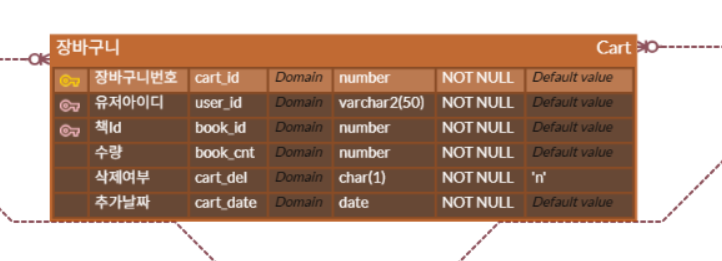 장바구니 Cart
장바구니번호 cart_id Domain number NOT NULL Default value
유저아이디 user_id Domain varchar2(50) NOT NULL Default value
책Id book_id Domain number NOT NULL Default value
수량 book_cnt Domain number NOT NULL Default value
삭제여부 cart_del Domain char(1) NOT NULL 'n'
추가날짜 cart_date Domain date NOT NULL Default value